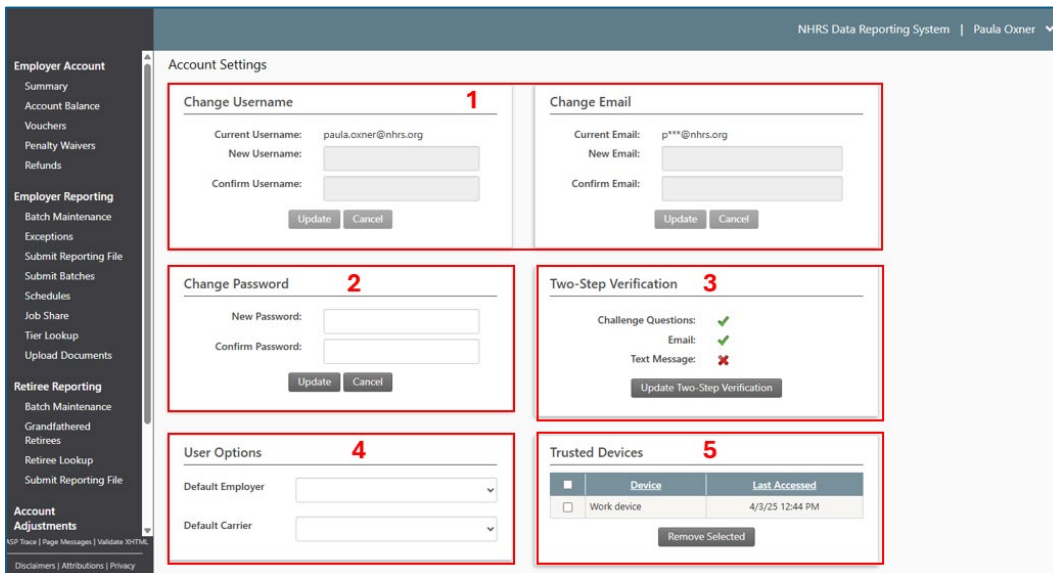 NHRS Data Reporting System | Paula Oxner
Employer Account
Summary
Account Balance
Vouchers
Penalty Waivers
Refunds
Employer Reporting
Batch Maintenance
Exceptions
Submit Reporting File
Submit Batches
Schedules
Job Share
Tier Lookup
Upload Documents
Retiree Reporting
Batch Maintenance
Grandfathered
Retirees
Retiree Lookup
Submit Reporting File
Account
Adjustments
ASP Trace | Page Messages | Validate XHTML
Disclaimers | Attributions | Privacy
Account Settings
1
Change Username
Current Username: paula.oxner@nhrs.org
New Username:
Confirm Username:
Update Cancel
Change Email
Current Email: p***@nhrs.org
New Email:
Confirm Email:
Update Cancel
Change Password 2
New Password:
Confirm Password:
Update Cancel
Two-Step Verification 3
Challenge Questions:
Email:
Text Message:
Update Two-Step Verification
User Options 4
Default Employer
Default Carrier
Trusted Devices 5
Device Last Accessed
Work device 4/3/25 12:44 PM
Remove Selected